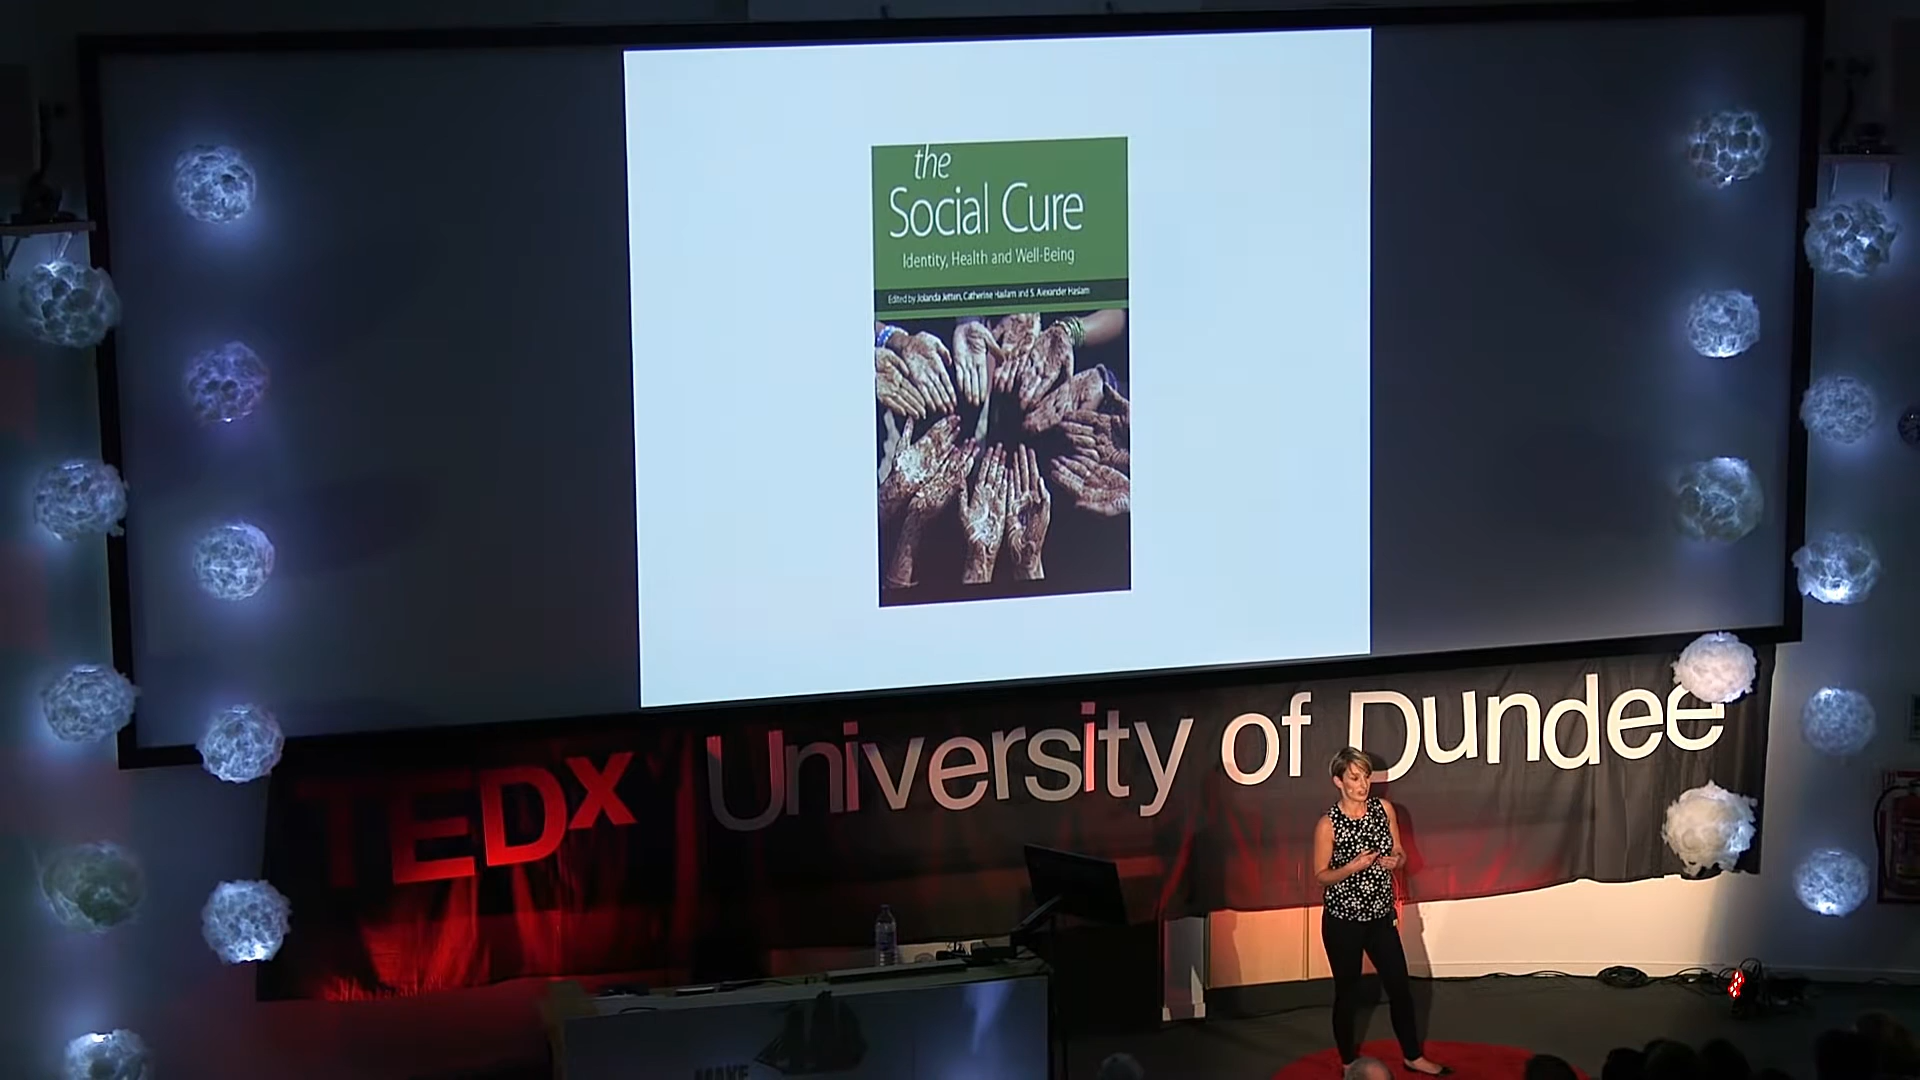 the
Social Cure
Identity, Health and Well-Being
Edited by Jolanda Jetten, Catherine Haslam and S. Alexander Haslam
TEDx University of Dundee
MAKE